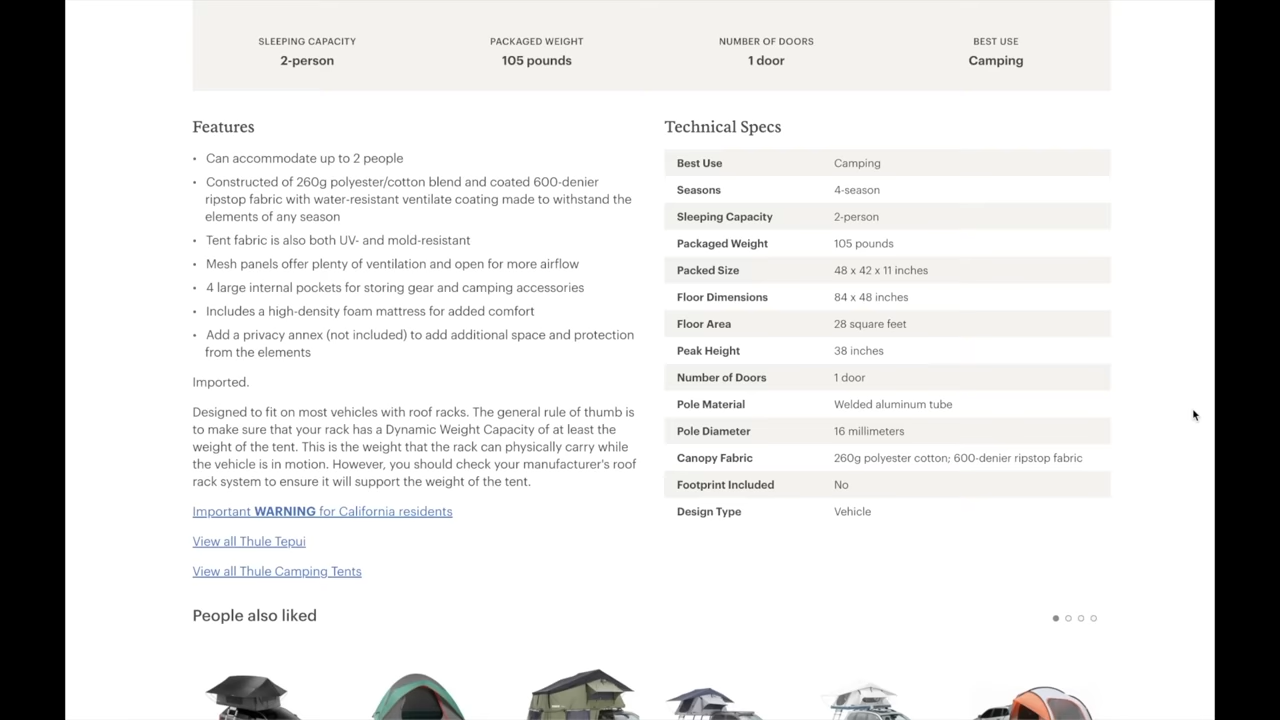 SLEEPING CAPACITY
2-person
PACKAGED WEIGHT
105 pounds
NUMBER OF DOORS
1 door
BEST USE
Camping
Features
• Can accommodate up to 2 people
• Constructed of 260g polyester/cotton blend and coated 600-denier
ripstop fabric with water-resistant ventilate coating made to withstand the
elements of any season
• Tent fabric is also both UV- and mold-resistant
• Mesh panels offer plenty of ventilation and open for more airflow
• 4 large internal pockets for storing gear and camping accessories
• Includes a high-density foam mattress for added comfort
• Add a privacy annex (not included) to add additional space and protection
from the elements
Imported.
Designed to fit on most vehicles with roof racks. The general rule of thumb is
to make sure that your rack has a Dynamic Weight Capacity of at least the
weight of the tent. This is the weight that the rack can physically carry while
the vehicle is in motion. However, you should check your manufacturer's roof
rack system to ensure it will support the weight of the tent.
Important WARNING for California residents
View all Thule Tepui
View all Thule Camping Tents
Technical Specs
Best Use Camping
Seasons 4-season
Sleeping Capacity 2-person
Packaged Weight 105 pounds
Packed Size 48 x 42 x 11 inches
Floor Dimensions 84 x 48 inches
Floor Area 28 square feet
Peak Height 38 inches
Number of Doors 1 door
Pole Material Welded aluminum tube
Pole Diameter 16 millimeters
Canopy Fabric 260g polyester cotton; 600-denier ripstop fabric
Footprint Included No
Design Type Vehicle
People also liked